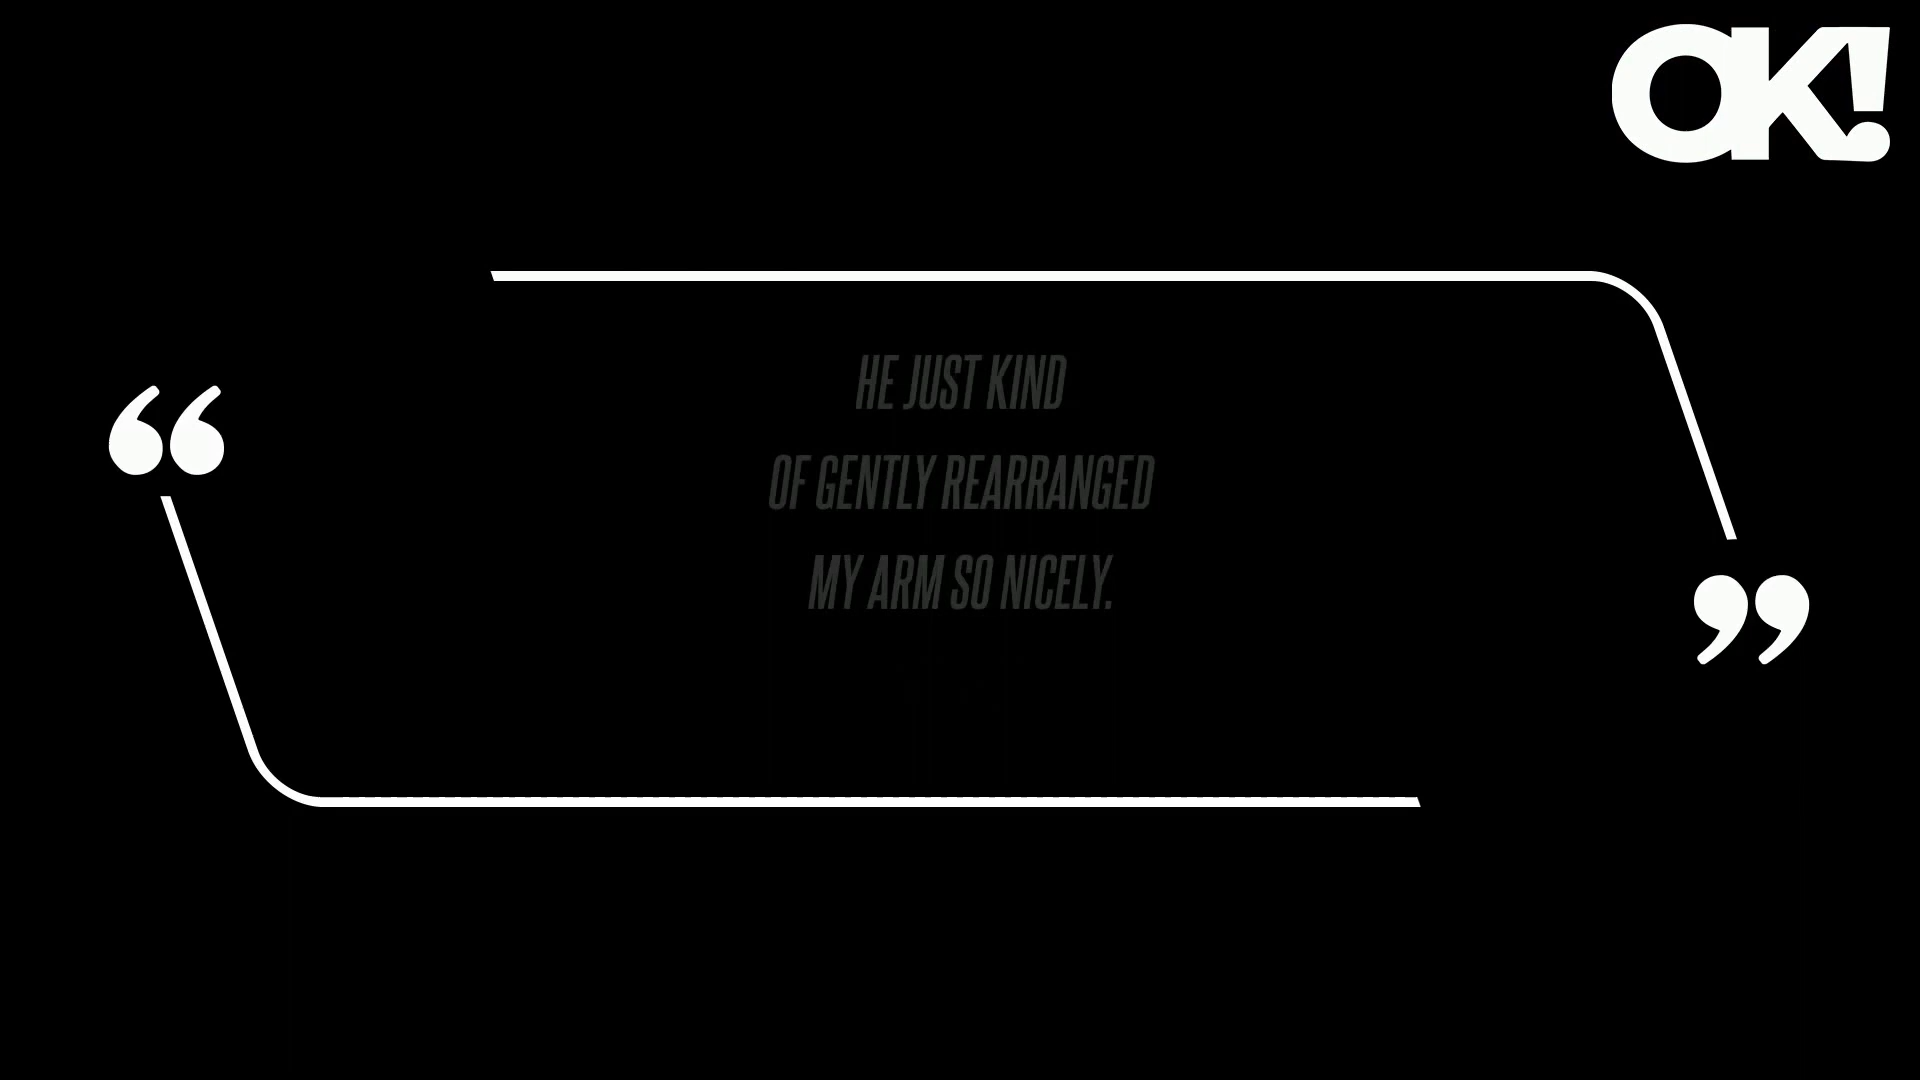 OK!
“
HE JUST KIND
OF GENTLY REARRANGED
MY ARM SO NICELY.
”